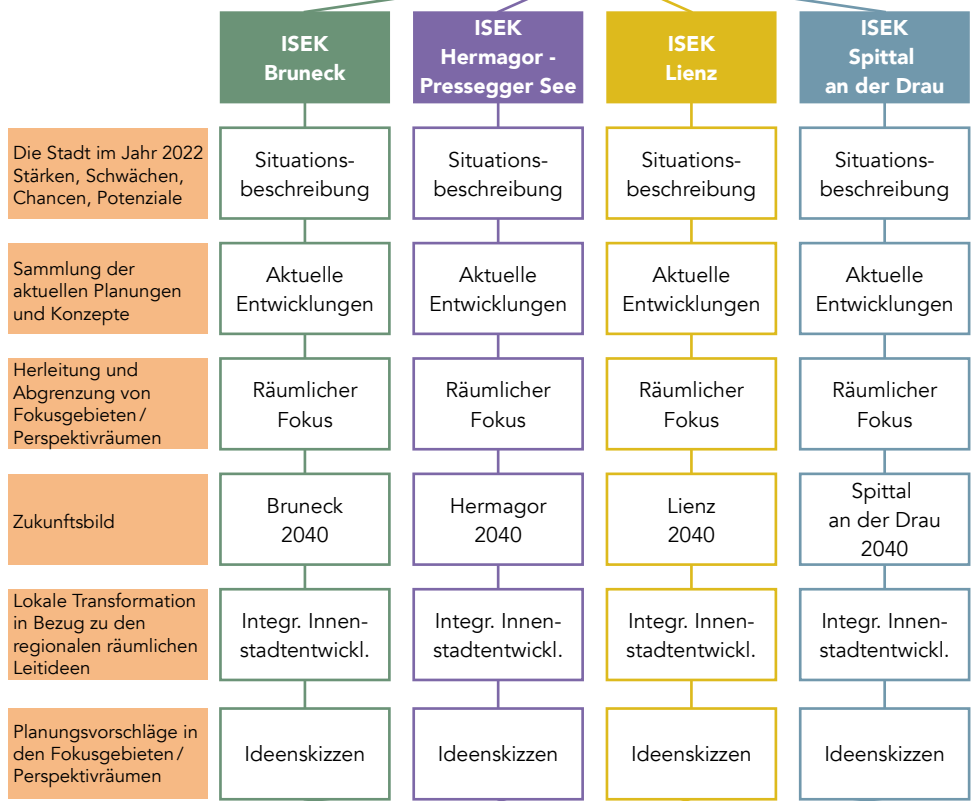 ISEK
Bruneck
ISEK
Hermagor -
Pressegger See
ISEK
Lienz
ISEK
Spittal
an der Drau
Die Stadt im Jahr 2022
Stärken, Schwächen,
Chancen, Potenziale
Situations-
beschreibung
Situations-
beschreibung
Situations-
beschreibung
Situations-
beschreibung
Sammlung der
aktuellen Planungen
und Konzepte
Aktuelle
Entwicklungen
Aktuelle
Entwicklungen
Aktuelle
Entwicklungen
Aktuelle
Entwicklungen
Herleitung und
Abgrenzung von
Fokusgebieten /
Perspektivräumen
Räumlicher
Fokus
Räumlicher
Fokus
Räumlicher
Fokus
Räumlicher
Fokus
Zukunftsbild
Bruneck
2040
Hermagor
2040
Lienz
2040
Spittal
an der Drau
2040
Lokale Transformation
in Bezug zu den
regionalen räumlichen
Leitideen
Integr. Innen-
stadtentwickl.
Integr. Innen-
stadtentwickl.
Integr. Innen-
stadtentwickl.
Integr. Innen-
stadtentwickl.
Planungsvorschläge in
den Fokusgebieten /
Perspektivräumen
Ideenskizzen
Ideenskizzen
Ideenskizzen
Ideenskizzen